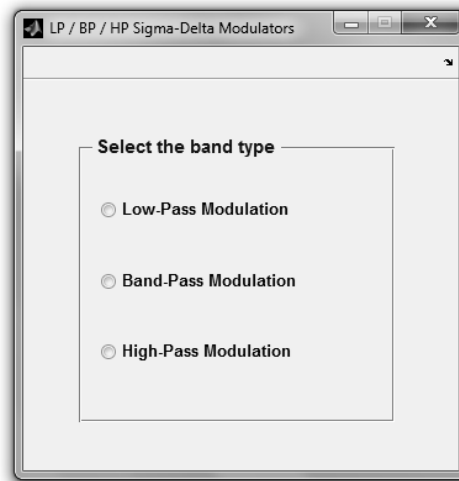 LP / BP / HP Sigma-Delta Modulators
Select the band type
Low-Pass Modulation
Band-Pass Modulation
High-Pass Modulation